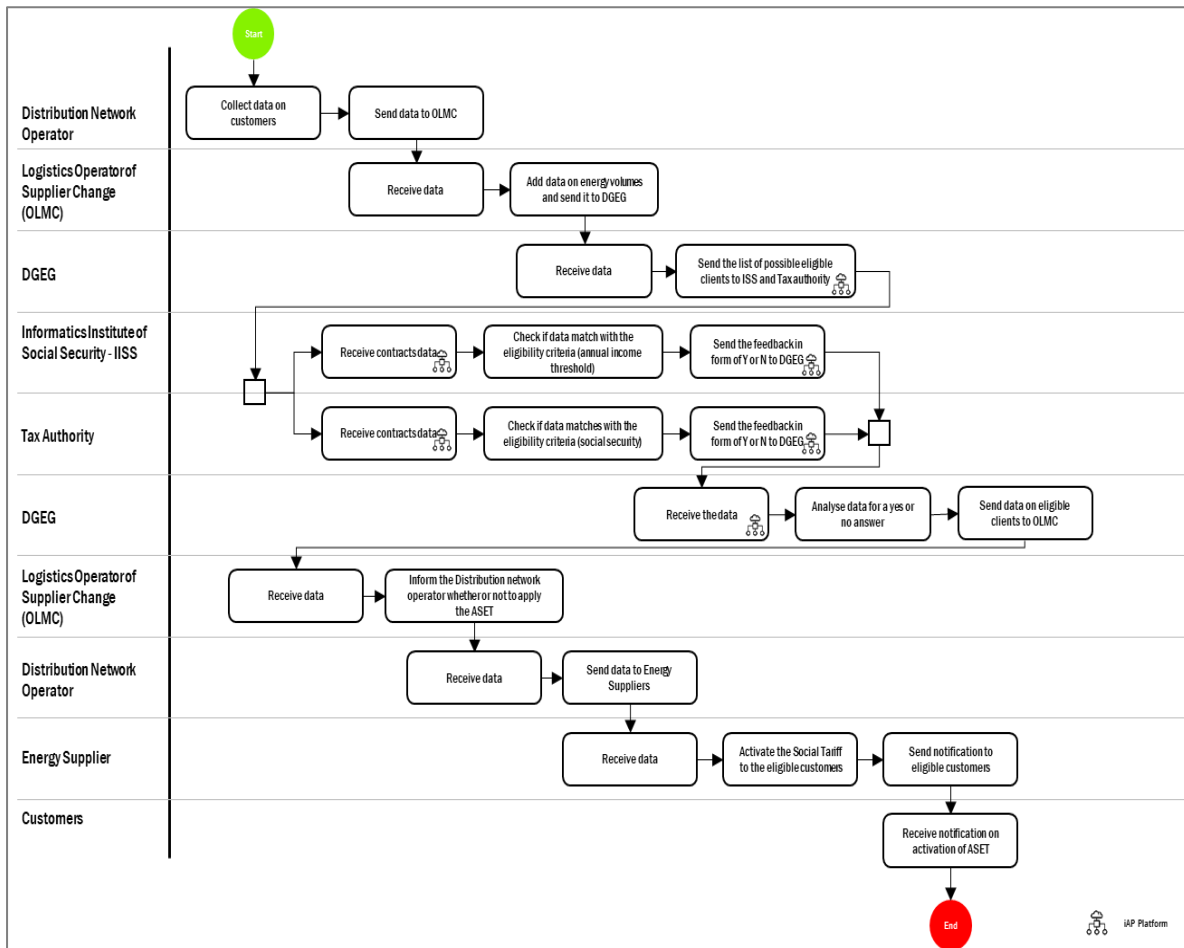 Start
Distribution Network
Operator
Collect data on
customers
Send data to OLMC
Logistics Operator of
Supplier Change
(OLMC)
Receive data
Add data on energy volumes
and send it to DGEG
DGEG
Receive data
Send the list of possible eligible
clients to ISS and Tax authority
Informatics Institute of
Social Security - IISS
Receive contracts data
Check if data match with the
eligibility criteria (annual income
threshold)
Send the feedback in
form of Y or N to DGEG
Tax Authority
Receive contracts data
Check if data matches with the
eligibility criteria (social security)
Send the feedback in
form of Y or N to DGEG
DGEG
Receive the data
Analyse data for a yes or
no answer
Send data on eligible
clients to OLMC
Logistics Operator of
Supplier Change
(OLMC)
Receive data
Inform the Distribution network
operator whether or not to apply
the ASET
Distribution Network
Operator
Receive data
Send data to Energy
Suppliers
Energy Supplier
Receive data
Activate the Social Tariff
to the eligible customers
Send notification to
eligible customers
Customers
Receive notification on
activation of ASET
End
iAP Platform